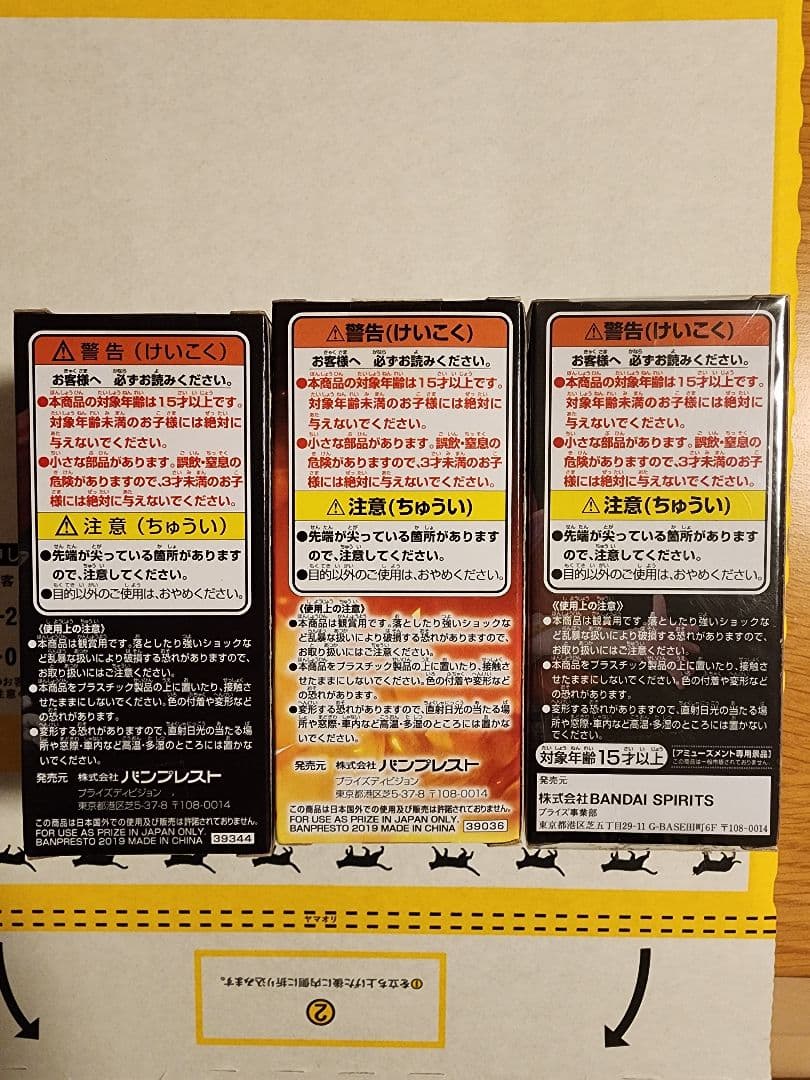 ⚠警告(けいこく)
お客様へ 必ずお読みください。
●本商品の対象年齢は15才以上です。
対象年齢未満のお子様には絶対に
与えないでください。
●小さな部品があります。誤飲・窒息の
危険がありますので、3才未満のお子
様には絶対に与えないでください。
⚠注意(ちゅうい)
●先端が尖っている箇所があります
ので、注意してください。
●目的以外のご使用は、おやめください。
《使用上の注意》
●本商品は観賞用です。落としたり強いショックな
ど乱暴な扱いにより破損する恐れがありますので、
お取り扱いにはご注意ください。
●本商品をプラスチック製品の上に置いたり、接触さ
せたままにしないでください。色の付着や変形など
の恐れがあります。
●変形する恐れがありますので、直射日光の当たる場
所や窓際・車内など高温・多湿のところには置かな
いでください。
発売元 株式会社 バンプレスト
プライズディビジョン
東京都港区芝5-37-8 〒108-0014
この商品は日本国外での使用及び販売は許諾されておりません。
FOR USE AS PRIZE IN JAPAN ONLY.
BANPRESTO 2019 MADE IN CHINA 39344
⚠警告(けいこく)
お客様へ 必ずお読みください。
●本商品の対象年齢は15才以上です。
対象年齢未満のお子様には絶対に
与えないでください。
●小さな部品があります。誤飲・窒息の
危険がありますので、3才未満のお子
様には絶対に与えないでください。
⚠注意(ちゅうい)
●先端が尖っている箇所があります
ので、注意してください。
●目的以外のご使用は、おやめください。
《使用上の注意》
●本商品は観賞用です。落としたり強いショックな
ど乱暴な扱いにより破損する恐れがありますので、
お取り扱いにはご注意ください。
●本商品をプラスチック製品の上に置いたり、接触さ
せたままにしないでください。色の付着や変形など
の恐れがあります。
●変形する恐れがありますので、直射日光の当たる場
所や窓際・車内など高温・多湿のところには置かな
いでください。
発売元 株式会社 バンプレスト
プライズディビジョン
東京都港区芝5-37-8 〒108-0014
この商品は日本国外での使用及び販売は許諾されておりません。
FOR USE AS PRIZE IN JAPAN ONLY.
BANPRESTO 2019 MADE IN CHINA 39036
⚠警告(けいこく)
お客様へ 必ずお読みください。
●本商品の対象年齢は15才以上です。
対象年齢未満のお子様には絶対に
与えないでください。
●小さな部品があります。誤飲・窒息の
危険がありますので、3才未満のお子
様には絶対に与えないでください。
⚠注意(ちゅうい)
●先端が尖っている箇所があります
ので、注意してください。
●目的以外のご使用は、おやめください。
《使用上の注意》
●本商品は観賞用です。落としたり強いショックな
ど乱暴な扱いにより破損する恐れがありますので、
お取り扱いにはご注意ください。
●本商品をプラスチック製品の上に置いたり、接触さ
せたままにしないでください。色の付着や変形など
の恐れがあります。
●変形する恐れがありますので、直射日光の当たる場
所や窓際・車内など高温・多湿のところには置かな
いでください。
対象年齢15才以上
[アミューズメント専用景品]
この商品は一般市販されておりません。
発売元
株式会社BANDAI SPIRITS
プライズ事業部
東京都港区芝五丁目29-11 G-BASE田町6F 〒108-0014
ヤマオリ
①を立ち上げた後に内側に折り込みます。
②